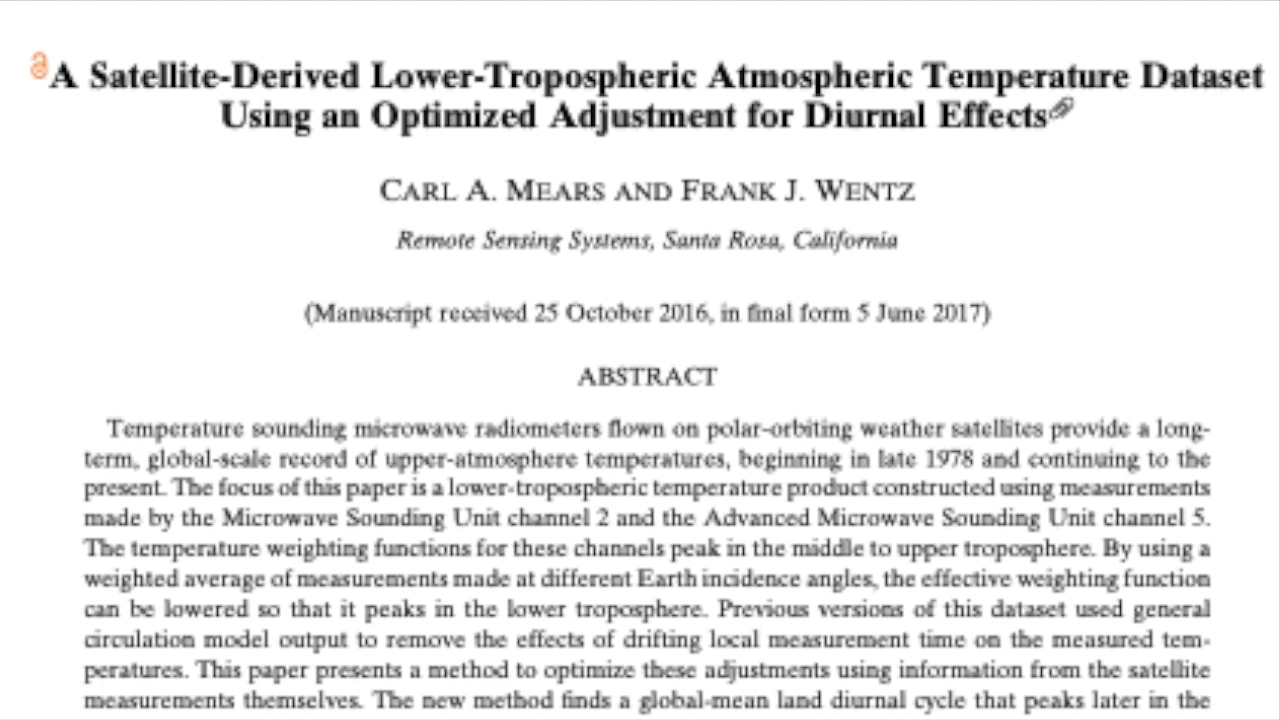 A Satellite-Derived Lower-Tropospheric Atmospheric Temperature Dataset
Using an Optimized Adjustment for Diurnal Effects
CARL A. MEARS AND FRANK J. WENTZ
Remote Sensing Systems, Santa Rosa, California
(Manuscript received 25 October 2016, in final form 5 June 2017)
ABSTRACT
Temperature sounding microwave radiometers flown on polar-orbiting weather satellites provide a long-
term, global-scale record of upper-atmosphere temperatures, beginning in late 1978 and continuing to the
present. The focus of this paper is a lower-tropospheric temperature product constructed using measurements
made by the Microwave Sounding Unit channel 2 and the Advanced Microwave Sounding Unit channel 5.
The temperature weighting functions for these channels peak in the middle to upper troposphere. By using a
weighted average of measurements made at different Earth incidence angles, the effective weighting function
can be lowered so that it peaks in the lower troposphere. Previous versions of this dataset used general
circulation model output to remove the effects of drifting local measurement time on the measured tem-
peratures. This paper presents a method to optimize these adjustments using information from the satellite
measurements themselves. The new method finds a global-mean land diurnal cycle that peaks later in the